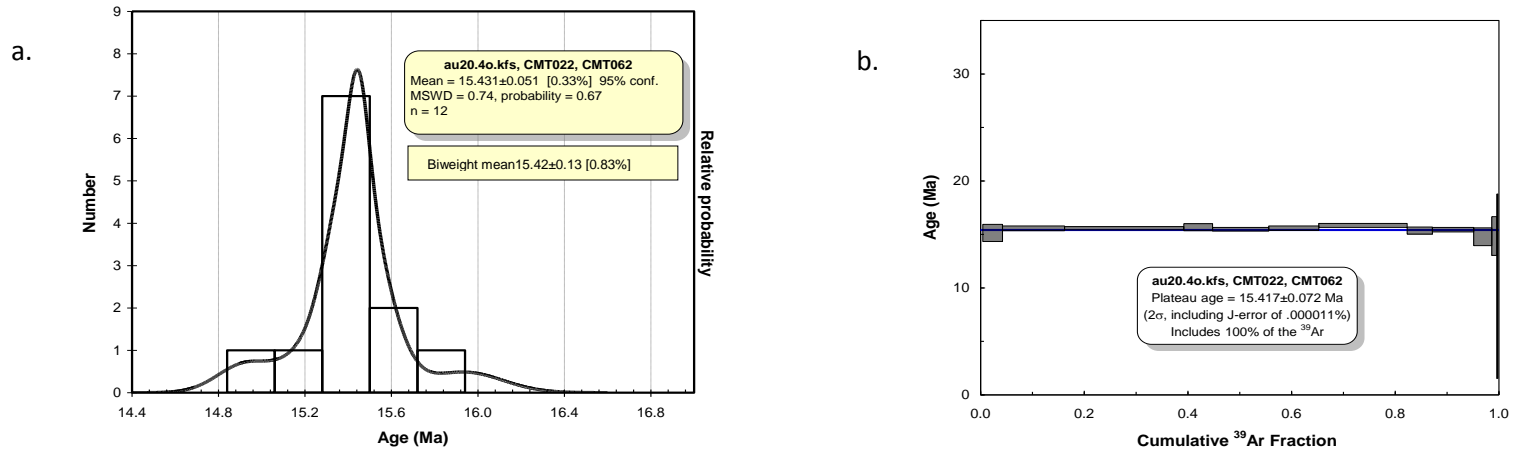 a.
9
8
7
6
5
4
3
2
1
0
Number
14.4 14.8 15.2 15.6 16.0 16.4 16.8
Age (Ma)
Relative probability
au20.4o.kfs, CMT022, CMT062
Mean = 15.431±0.051 [0.33%] 95% conf.
MSWD = 0.74, probability = 0.67
n = 12
Biweight mean15.42±0.13 [0.83%]
b.
30
20
10
0
Age (Ma)
0.0 0.2 0.4 0.6 0.8 1.0
Cumulative ³⁹Ar Fraction
au20.4o.kfs, CMT022, CMT062
Plateau age = 15.417±0.072 Ma
(2σ, including J-error of .000011%)
Includes 100% of the ³⁹Ar